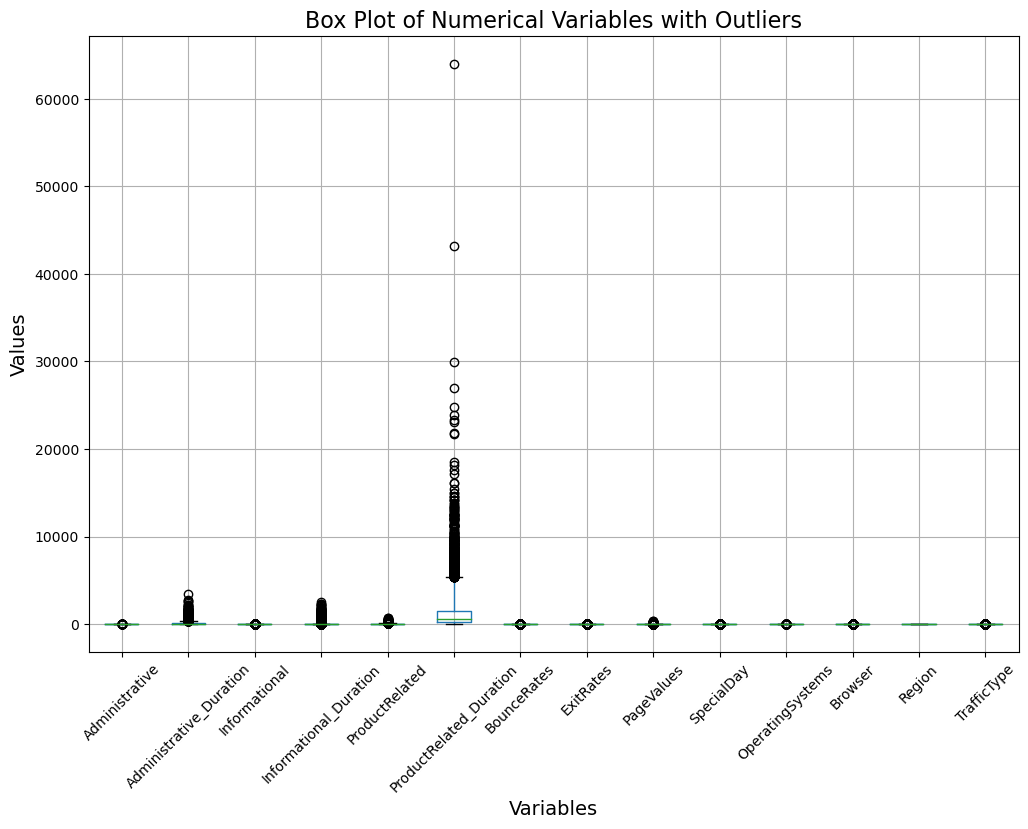 Box Plot of Numerical Variables with Outliers
60000
50000
40000
30000
20000
10000
0
Values
Administrative
Administrative_Duration
Informational
Informational_Duration
ProductRelated
ProductRelated_Duration
BounceRates
ExitRates
PageValues
SpecialDay
OperatingSystems
Browser
Region
TrafficType
Variables